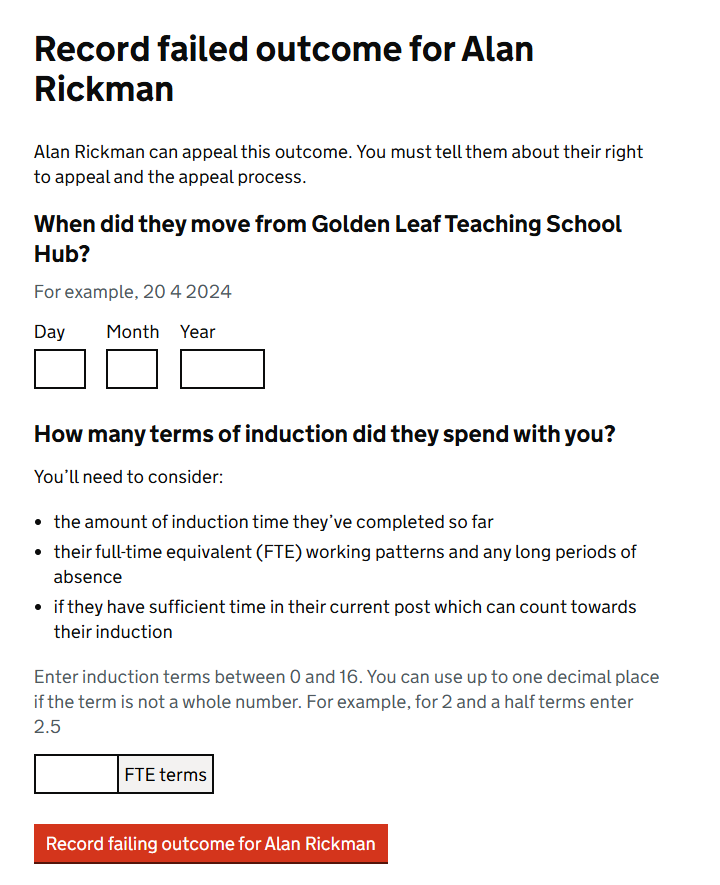 Record failed outcome for Alan
Rickman
Alan Rickman can appeal this outcome. You must tell them about their right
to appeal and the appeal process.
When did they move from Golden Leaf Teaching School
Hub?
For example, 20 4 2024
Day Month Year
How many terms of induction did they spend with you?
You’ll need to consider:
• the amount of induction time they’ve completed so far
• their full-time equivalent (FTE) working patterns and any long periods of
absence
• if they have sufficient time in their current post which can count towards
their induction
Enter induction terms between 0 and 16. You can use up to one decimal place
if the term is not a whole number. For example, for 2 and a half terms enter
2.5
FTE terms
Record failing outcome for Alan Rickman